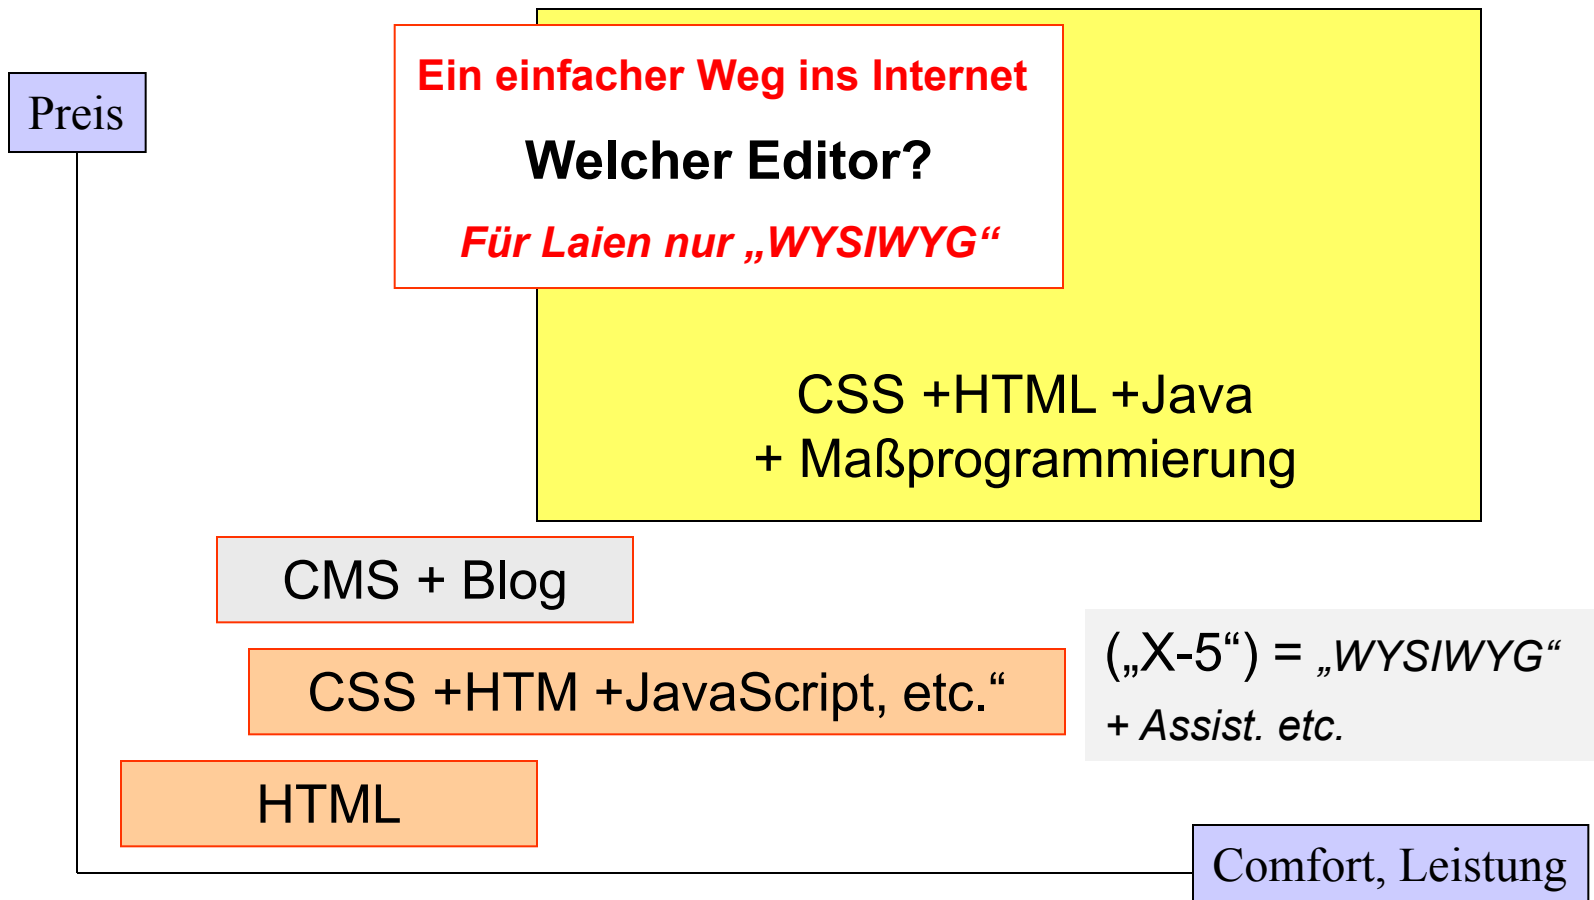 Ein einfacher Weg ins Internet
Preis
Welcher Editor?
Für Laien nur „WYSIWYG“
CSS +HTML +Java
+ Maßprogrammierung
CMS + Blog
(„X-5“) = „WYSIWYG“
CSS +HTM +JavaScript, etc.“
+ Assist. etc.
HTML
Comfort, Leistung